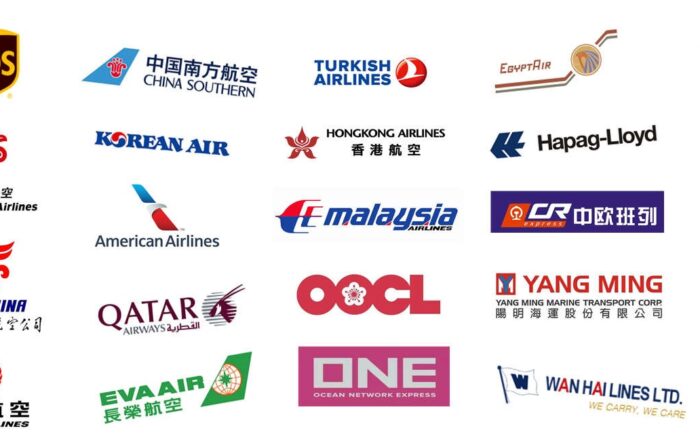 中国南方航空
CHINA SOUTHERN
TURKISH
AIRLINES
EGYPTAIR
KOREAN AIR
HONGKONG AIRLINES
香港航空
Hapag-Lloyd
空
Airlines
American Airlines
malaysia
AIRLINES
CR
express
中欧班列
QATAR
AIRWAYS القطرية
OOCL
YANG MING
YANG MING MARINE TRANSPORT CORP.
陽明海運股份有限公司
EVA AIR
長榮航空
ONE
OCEAN NETWORK EXPRESS
W
WAN HAI LINES LTD.
WE CARRY, WE CARE